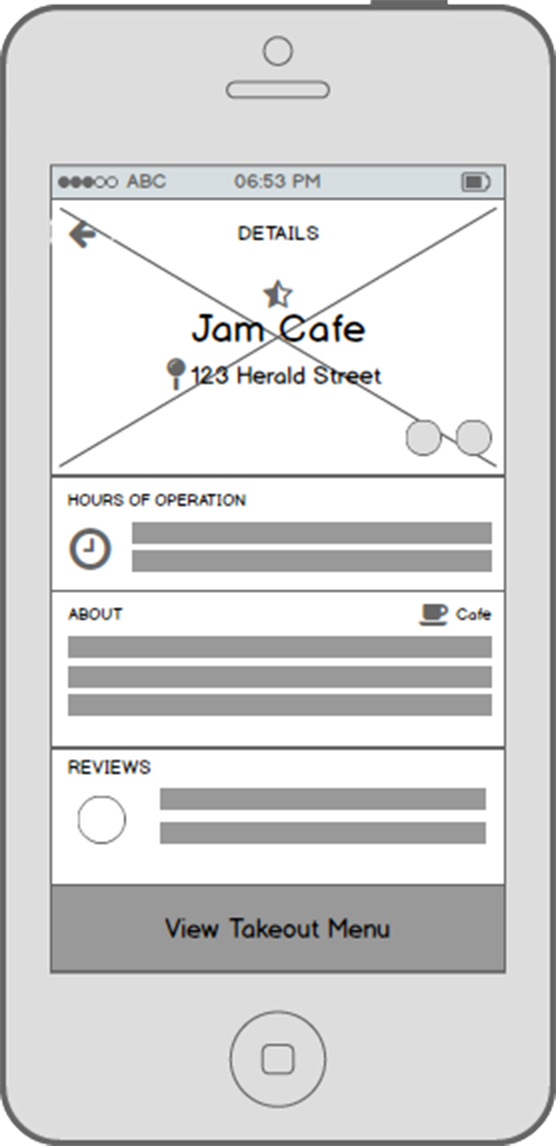 ABC 06:53 PM
DETAILS
Jam Cafe
123 Herald Street
HOURS OF OPERATION
ABOUT Cafe
REVIEWS
View Takeout Menu